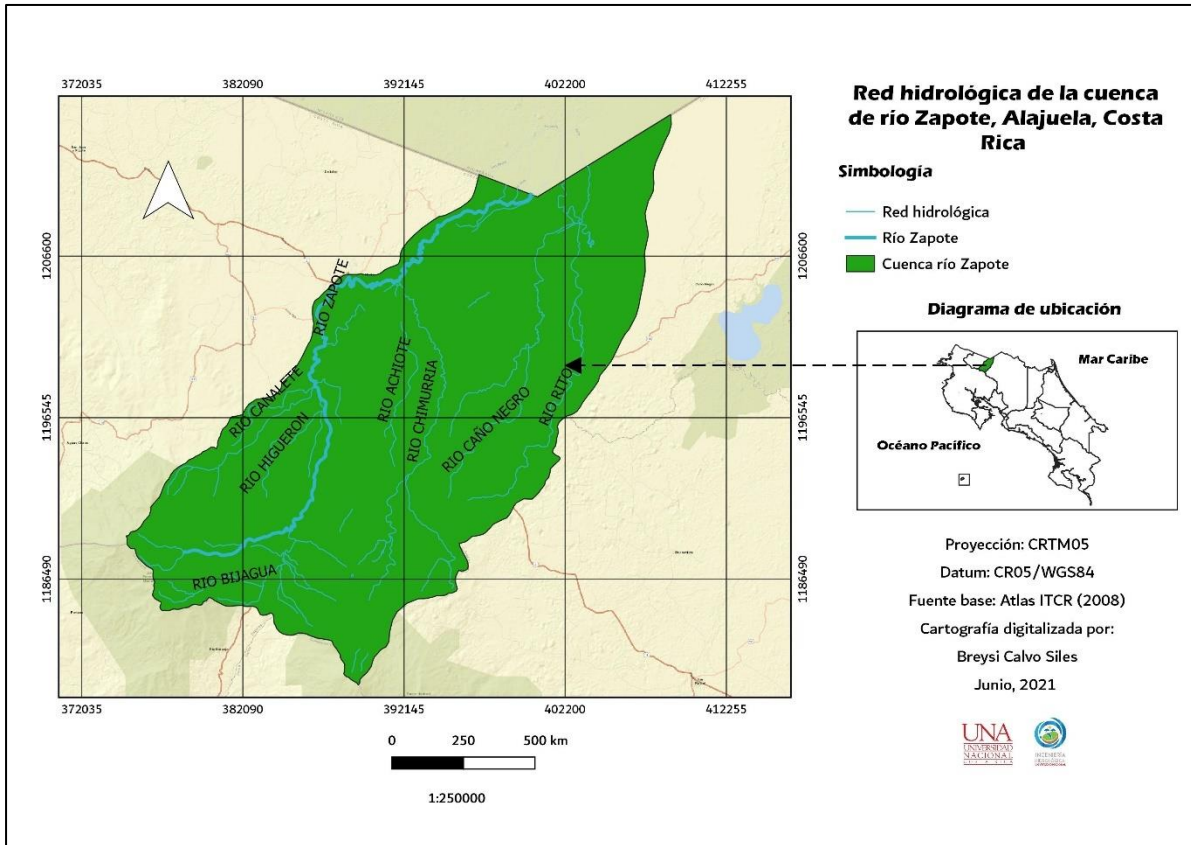 372035 382090 392145 402200 412255
Red hidrológica de la cuenca
de río Zapote, Alajuela, Costa
Rica
Simbología
Red hidrológica
Río Zapote
Cuenca río Zapote
Diagrama de ubicación
Mar Caribe
Océano Pacífico
1206600
1196545
1186490
RIO ZAPOTE
RIO CANALETE
RIO HIGUERON
RIO ACHIOTE
RIO CHIMURRIA
RIO CAÑO NEGRO
RIO RITO
RIO BIJAGUA
1206600
1196545
1186490
372035 382090 392145 402200 412255
0 250 500 km
1:250000
Proyección: CRTM05
Datum: CR05/WGS84
Fuente base: Atlas ITCR (2008)
Cartografía digitalizada por:
Breysi Calvo Siles
Junio, 2021
UNA
UNIVERSIDAD
NACIONAL
INGENIERÍA
HIDROLÓGICA